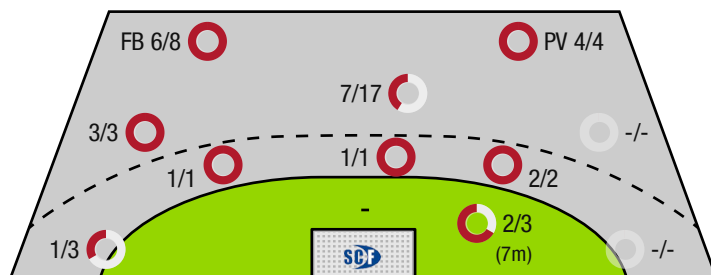 FB 6/8
PV 4/4
7/17
3/3
-/-
1/1
1/1
2/2
-
1/3
2/3
(7m)
-/-
SCF